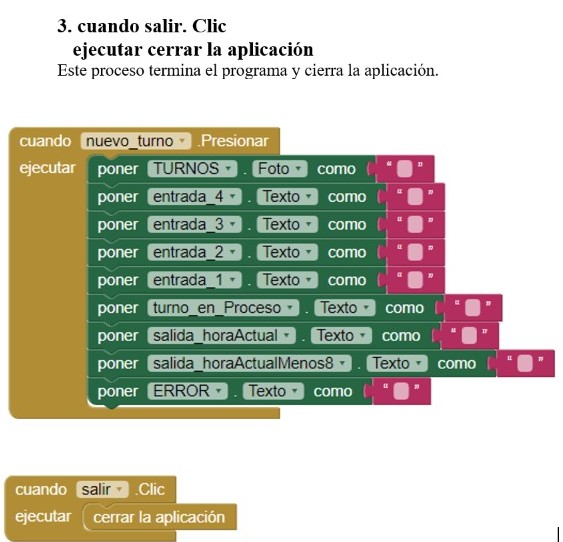 3. cuando salir. Clic
ejecutar cerrar la aplicación
Este proceso termina el programa y cierra la aplicación.
cuando nuevo_turno .Presionar
ejecutar poner TURNOS . Foto como " "
poner entrada_4 . Texto como " "
poner entrada_3 . Texto como " "
poner entrada_2 . Texto como " "
poner entrada_1 . Texto como " "
poner turno_en_Proceso . Texto como " "
poner salida_horaActual . Texto como " "
poner salida_horaActualMenos8 . Texto como " "
poner ERROR . Texto como " "
cuando salir .Clic
ejecutar cerrar la aplicación